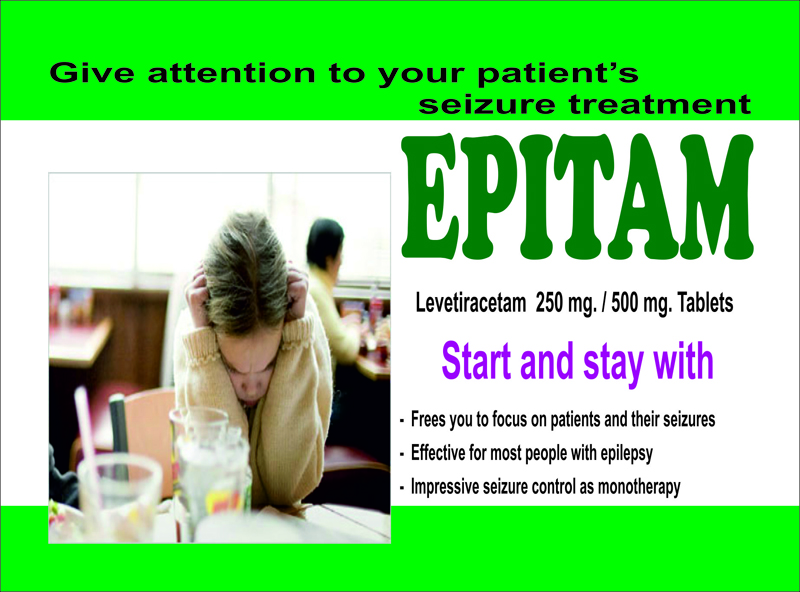 Give attention to your patient's
seizure treatment
EPITAM
Levetiracetam 250 mg. / 500 mg. Tablets
Start and stay with
- Frees you to focus on patients and their seizures
- Effective for most people with epilepsy
- Impressive seizure control as monotherapy